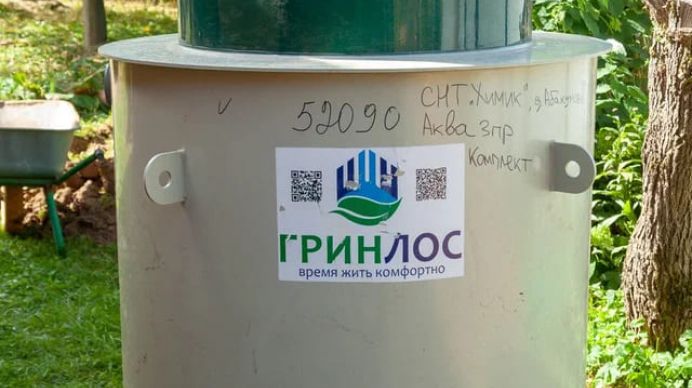 V
52090
СНТ "Химик",
Аква 3пр
Комплект
ГРИНЛОС
время жить комфортно